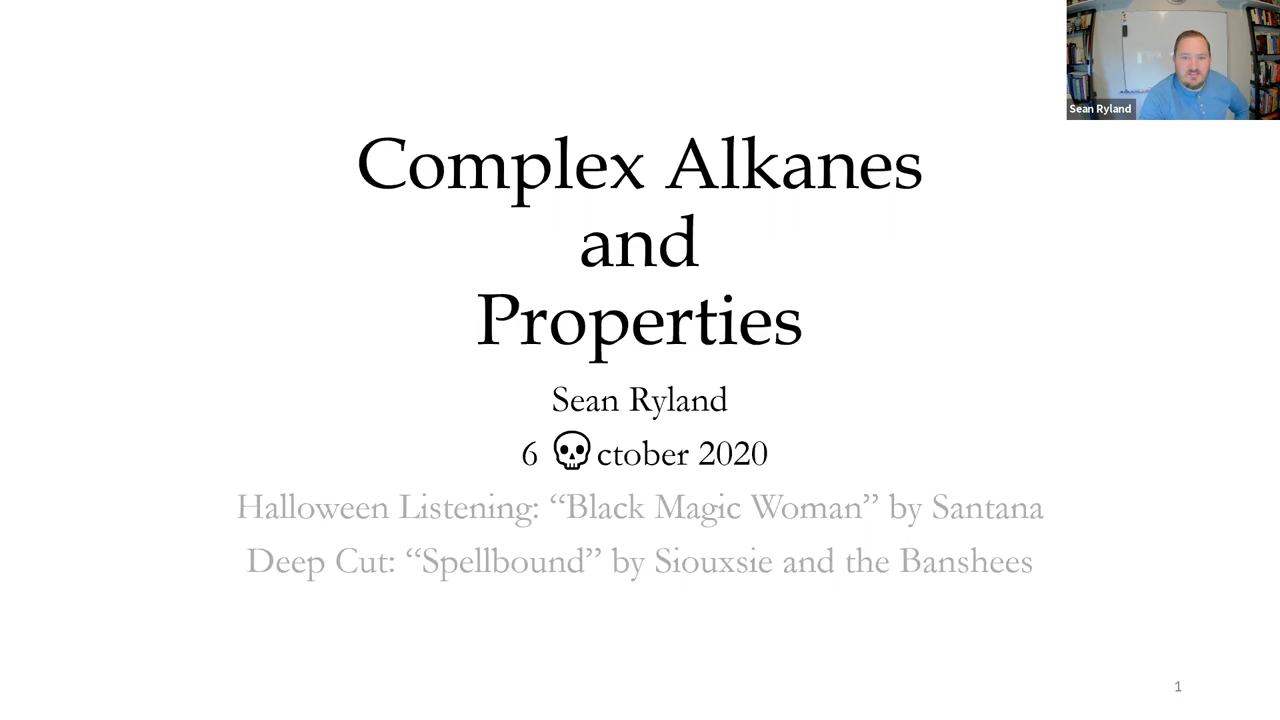 Sean Ryland
Complex Alkanes
and
Properties
Sean Ryland
6 💀ctober 2020
Halloween Listening: “Black Magic Woman” by Santana
Deep Cut: “Spellbound” by Siouxsie and the Banshees
1